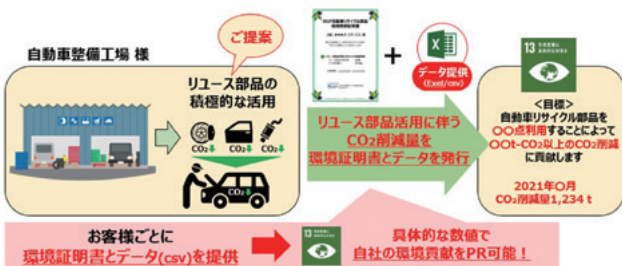 自動車整備工場 様
ご提案
リユース部品の
積極的な活用
CO₂ CO₂ CO₂
CO₂
データ提供
(Exel/csv)
リユース部品活用に伴う
CO₂削減量を
環境証明書とデータを発行
13
<目標>
自動車リサイクル部品を
〇〇点利用することによって
〇〇t-CO₂以上のCO₂削減
に貢献します
2021年〇月
CO₂削減量1,234 t
お客様ごとに
環境証明書とデータ(csv)を提供
13
具体的な数値で
自社の環境貢献をPR可能！